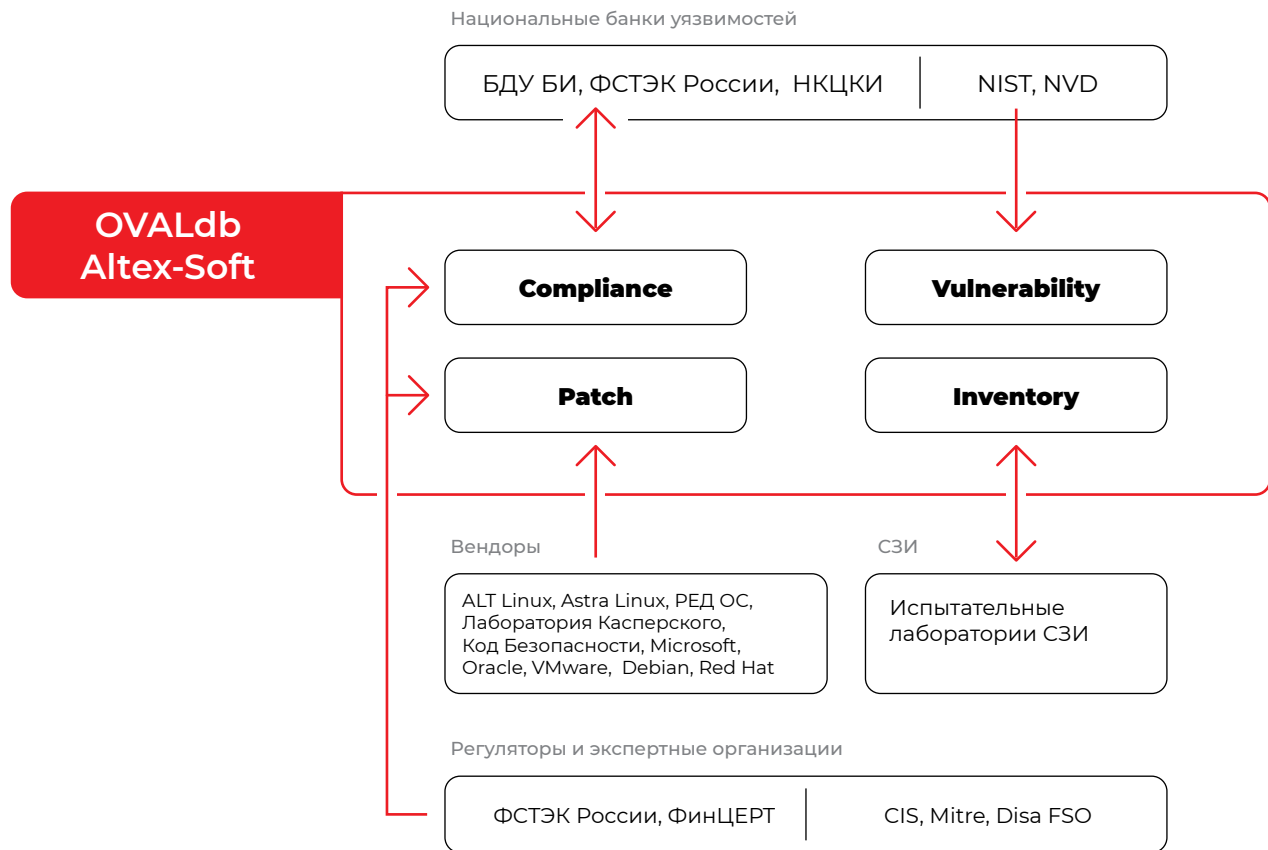 Национальные банки уязвимостей
БДУ БИ, ФСТЭК России, НКЦКИ
NIST, NVD
OVALdb
Altex-Soft
Compliance
Vulnerability
Patch
Inventory
Вендоры
СЗИ
ALT Linux, Astra Linux, РЕД ОС,
Лаборатория Касперского,
Код Безопасности, Microsoft,
Oracle, VMware, Debian, Red Hat
Испытательные
лаборатории СЗИ
Регуляторы и экспертные организации
ФСТЭК России, ФинЦЕРТ
CIS, Mitre, Disa FSO